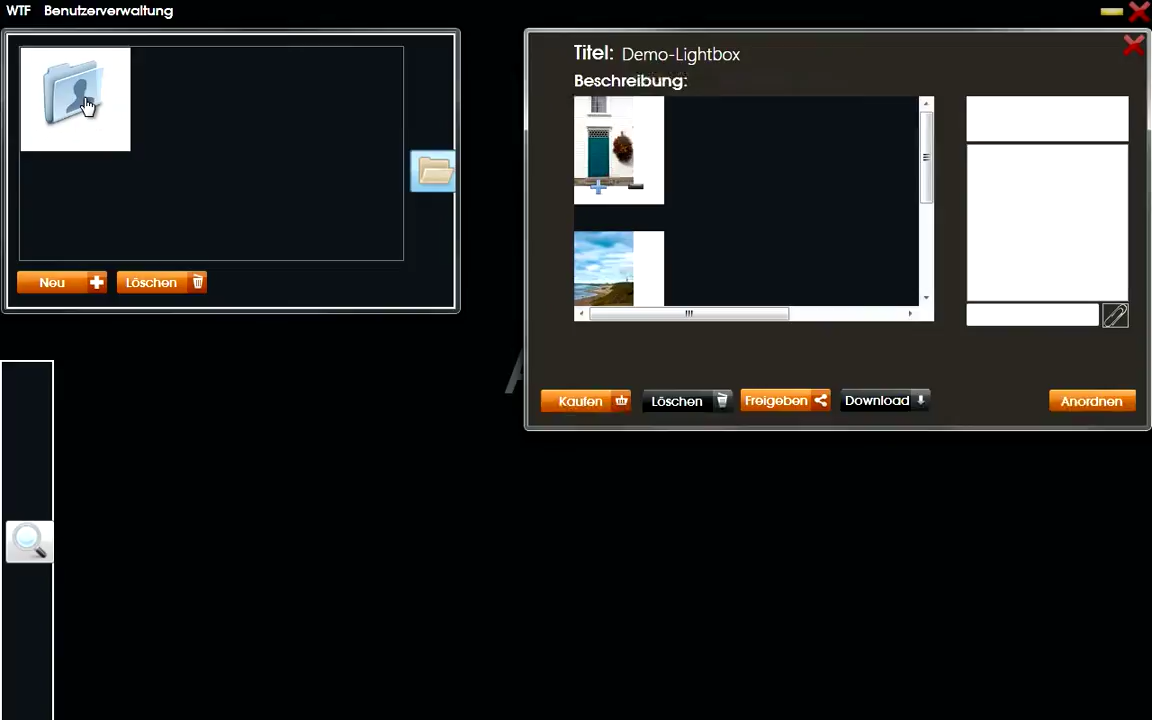 WTF Benutzerverwaltung
Neu
Löschen
Titel: Demo-Lightbox
Beschreibung:
Kaufen
Löschen
Freigeben
Download
Anordnen
A